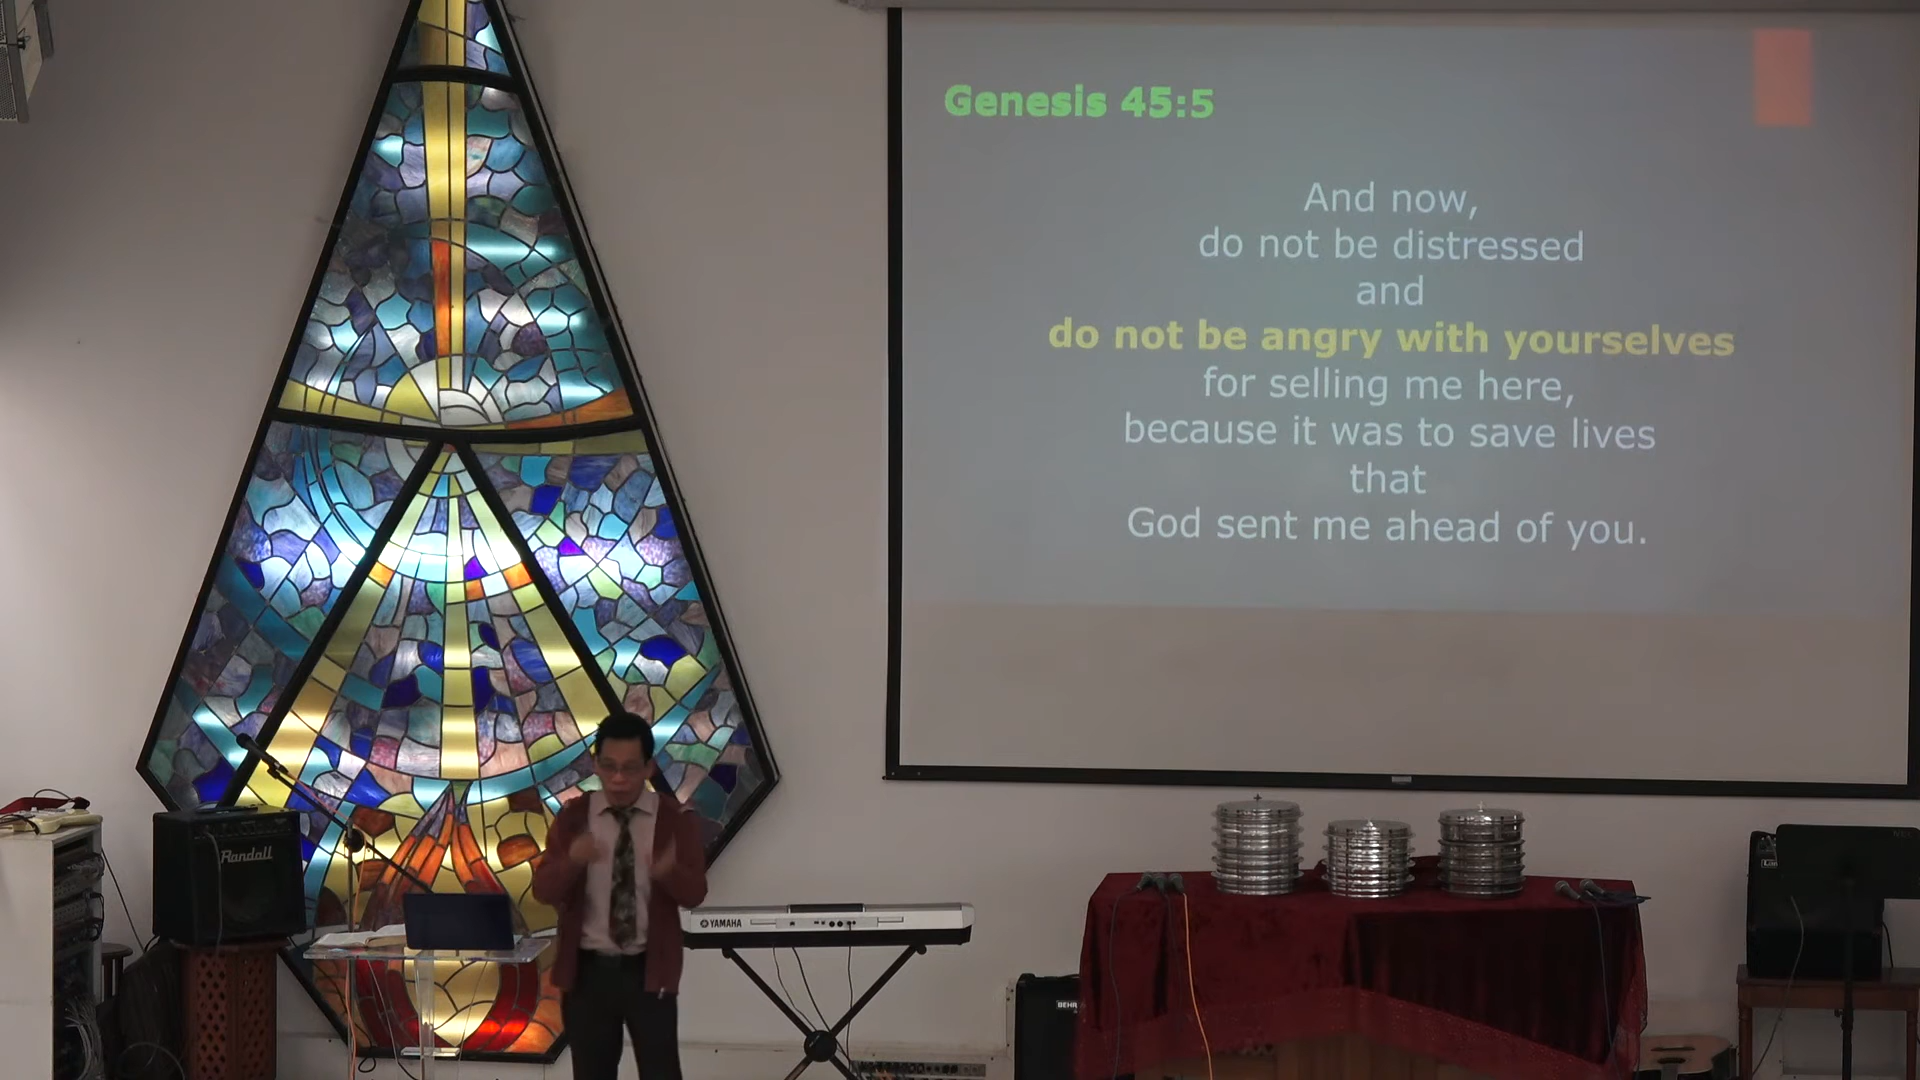 Genesis 45:5
And now,
do not be distressed
and
do not be angry with yourselves
for selling me here,
because it was to save lives
that
God sent me ahead of you.
Randall
YAMAHA
BEHR